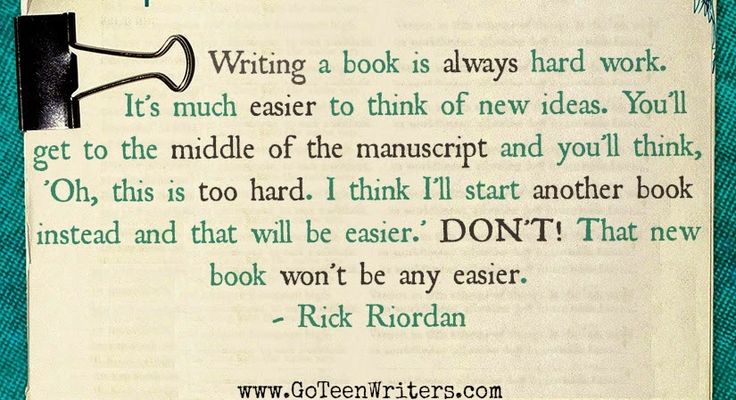 Writing a book is always hard work.
It's much easier to think of new ideas. You'll
get to the middle of the manuscript and you'll think,
'Oh, this is too hard. I think I'll start another book
instead and that will be easier.' DON'T! That new
book won't be any easier.
- Rick Riordan
www.GoTeenWriters.com